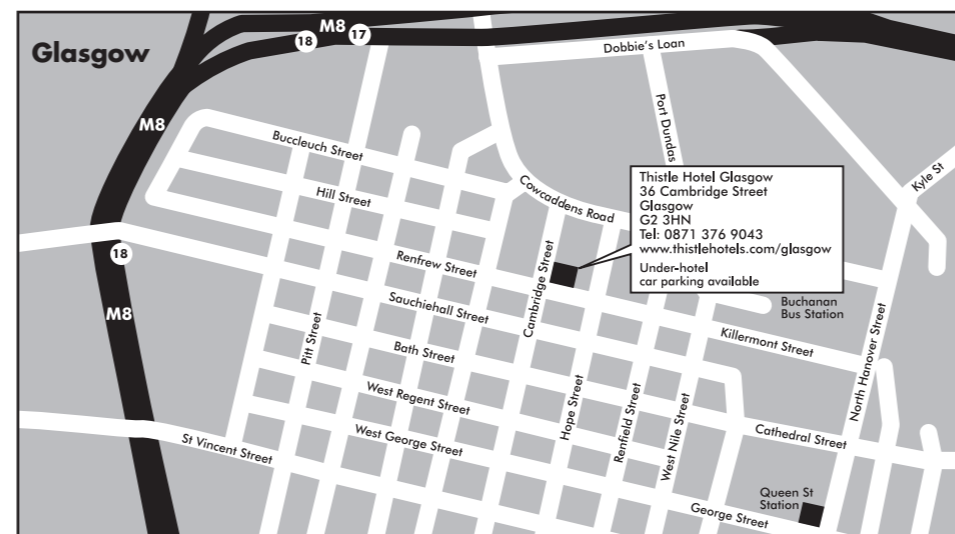 Glasgow
M8
18
17
Dobbie's Loan
Port Dundas
M8
Buccleuch Street
Hill Street
Cowcaddens Road
Kyle St
Thistle Hotel Glasgow
36 Cambridge Street
Glasgow
G2 3HN
Tel: 0871 376 9043
www.thistlehotels.com/glasgow
Under-hotel
car parking available
18
M8
Renfrew Street
Cambridge Street
Sauchiehall Street
Buchanan
Bus Station
Killermont Street
North Hanover Street
Pitt Street
Bath Street
West Regent Street
Hope Street
Renfield Street
West Nile Street
St Vincent Street
West George Street
Cathedral Street
Queen St
Station
George Street